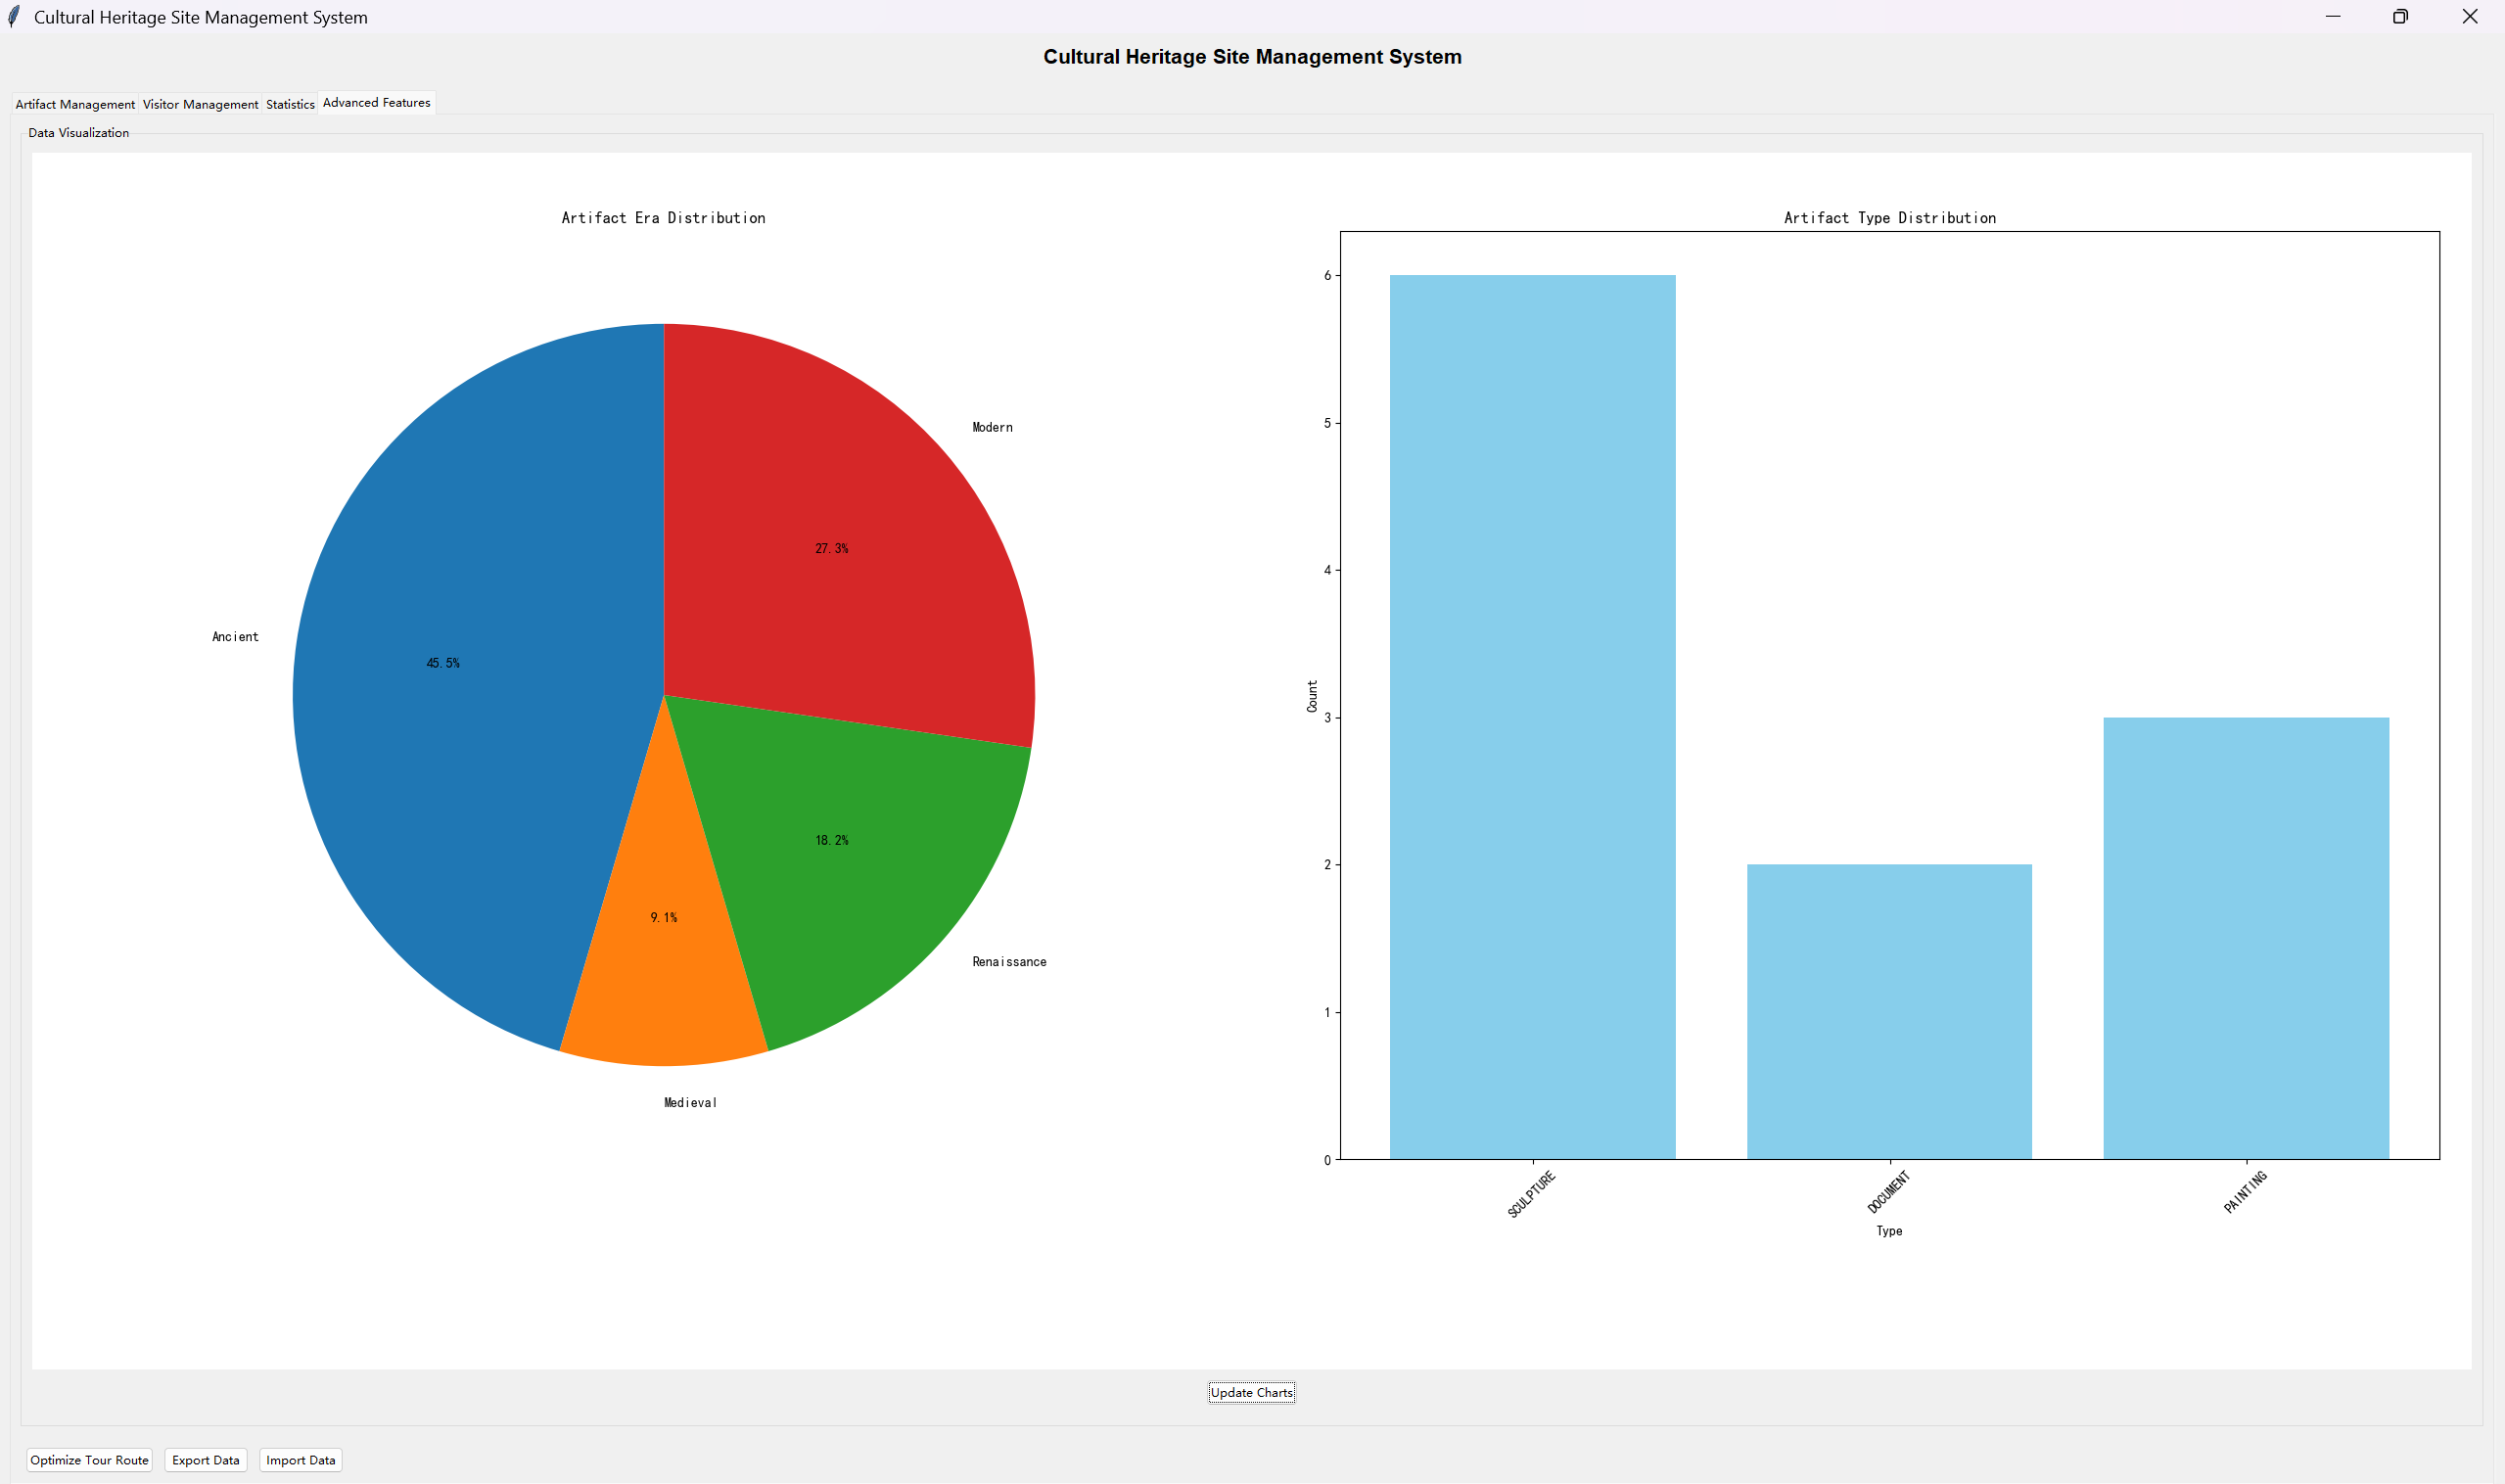 Cultural Heritage Site Management System
Cultural Heritage Site Management System
Artifact Management Visitor Management Statistics Advanced Features
Data Visualization
Artifact Era Distribution
Modern
27.3%
Ancient
45.5%
18.2%
9.1%
Renaissance
Medieval
Artifact Type Distribution
6
5
4
3
2
1
0
Count
SCULPTURE DOCUMENT PAINTING
Type
Update Charts
Optimize Tour Route Export Data Import Data